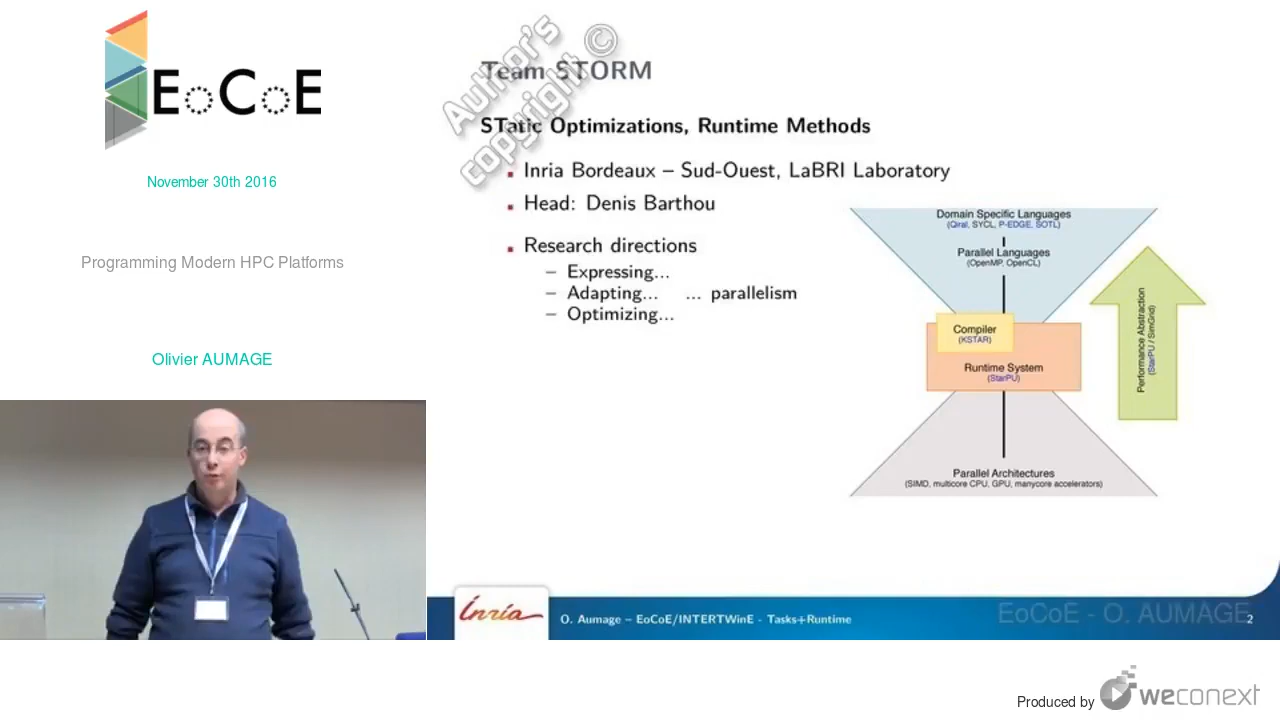 EoCoE
November 30th 2016
Programming Modern HPC Platforms
Olivier AUMAGE
Author's copyright ©
Team STORM
STatic Optimizations, Runtime Methods
Inria Bordeaux – Sud-Ouest, LaBRI Laboratory
Head: Denis Barthou
Research directions
– Expressing...
– Adapting... ... parallelism
– Optimizing...
Domain Specific Languages
(Qiral, SYCL, P-EDGE, SOTL)
Parallel Languages
(OpenMP, OpenCL)
Compiler
(KSTAR)
Runtime System
(StarPU)
Parallel Architectures
(SIMD, multicore CPU, GPU, manycore accelerators)
Performance Abstraction
(StarPU / SimGrid)
Inria
O. Aumage – EoCoE/INTERTWinE - Tasks+Runtime
EoCoE - O. AUMAGE
2
Produced by weconext